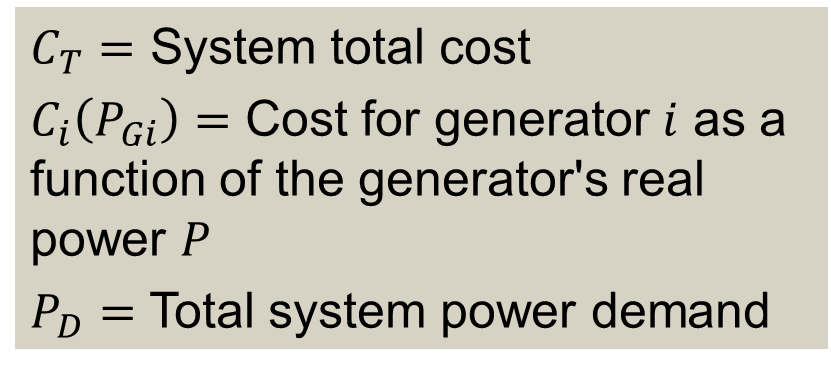 C_T = System total cost
C_i(P_Gi) = Cost for generator i as a
function of the generator's real
power P
P_D = Total system power demand